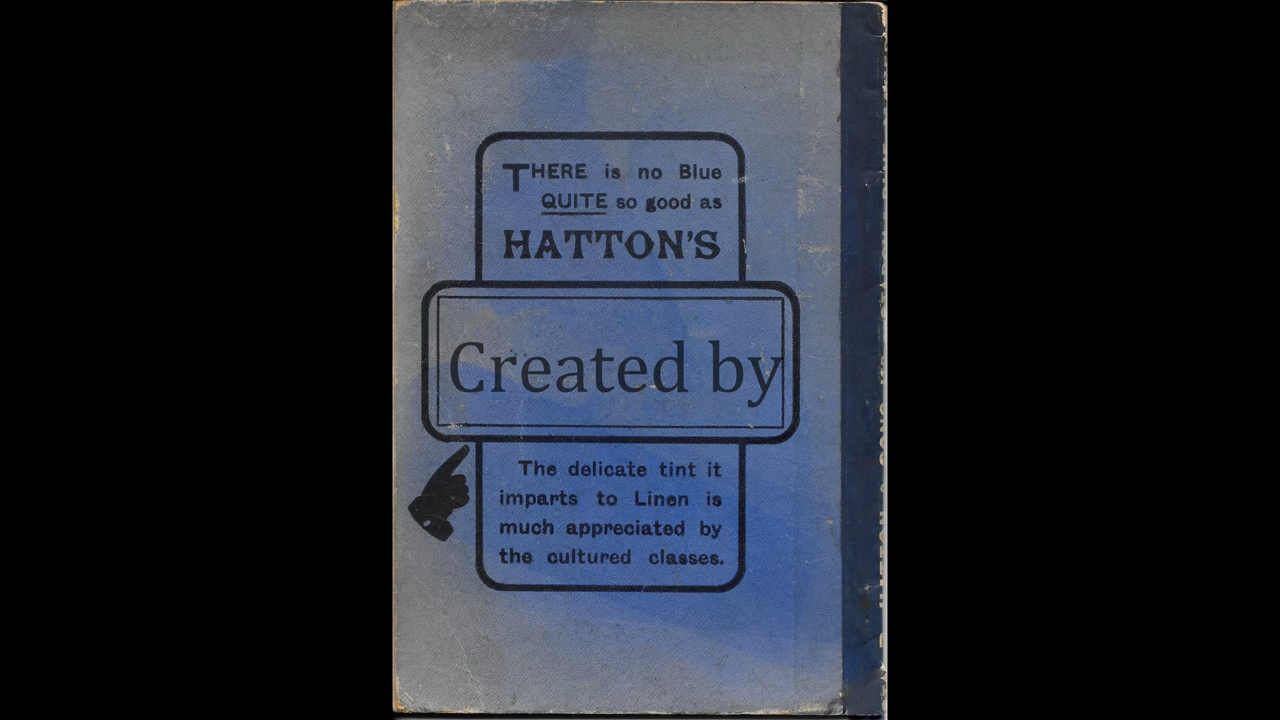 THERE is no Blue
QUITE so good as
HATTON'S
Created by
The delicate tint it
imparts to Linen is
much appreciated by
the cultured classes.